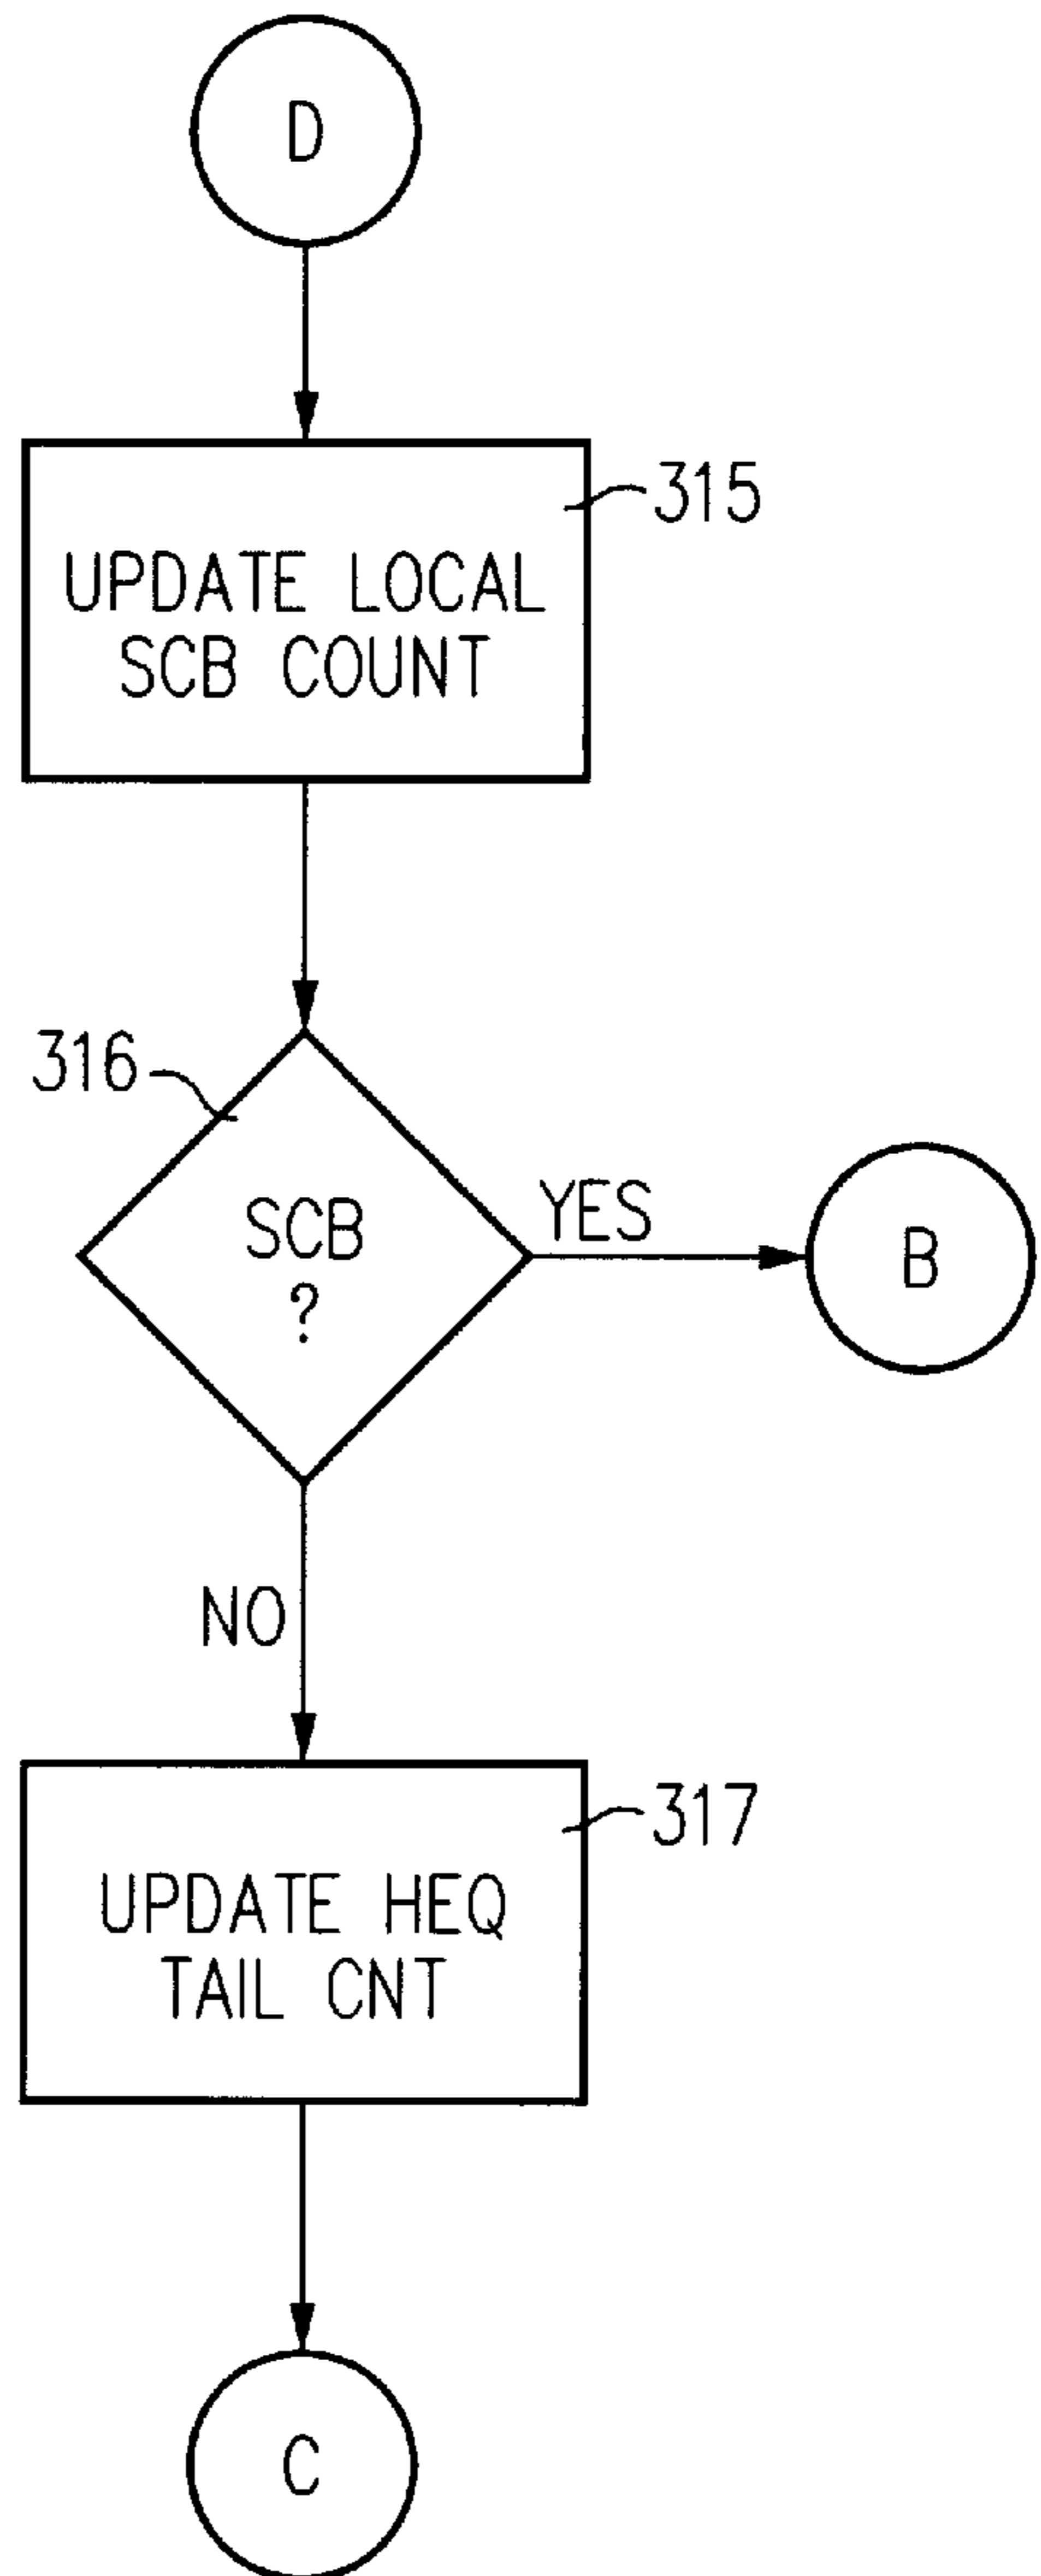 D
315
UPDATE LOCAL
SCB COUNT
316
SCB
?
YES
B
NO
317
UPDATE HEQ
TAIL CNT
C